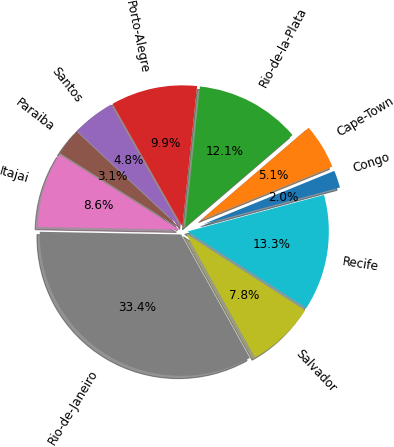 Porto-Alegre
Rio-de-la-Plata
Santos
Cape-Town
Paraiba
9.9%
12.1%
4.8%
5.1%
Congo
Itajai
3.1%
2.0%
8.6%
13.3%
Recife
7.8%
33.4%
Salvador
Rio-de-Janeiro